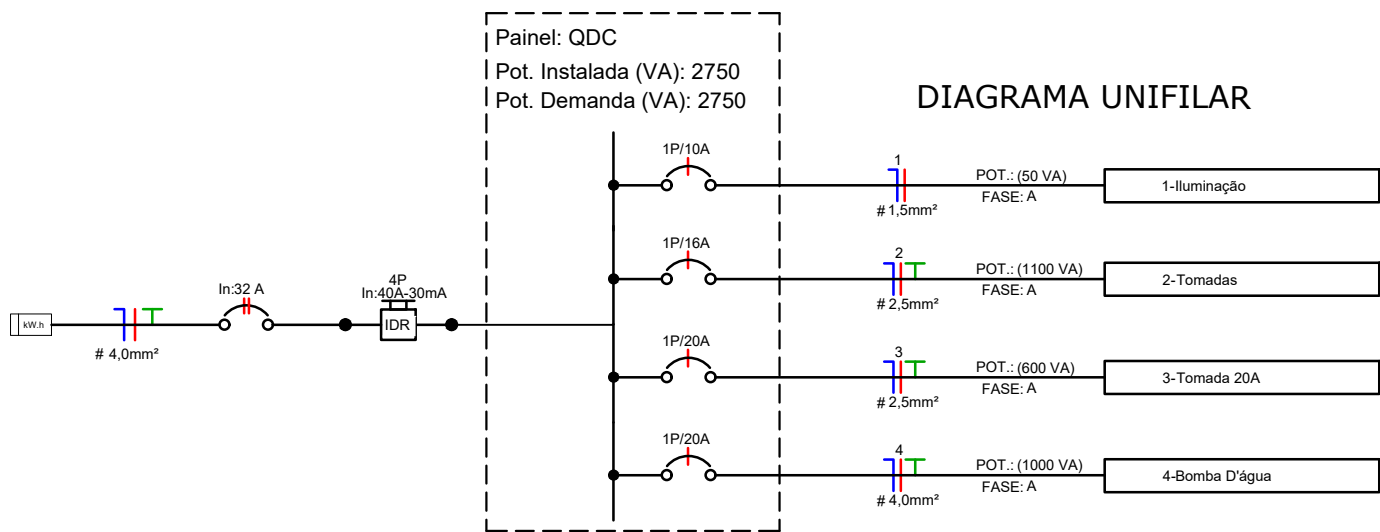 Painel: QDC
Pot. Instalada (VA): 2750
Pot. Demanda (VA): 2750
DIAGRAMA UNIFILAR
1P/10A
1
POT.: (50 VA)
FASE: A
# 1,5mm²
1-Iluminação
1P/16A
2
POT.: (1100 VA)
FASE: A
# 2,5mm²
2-Tomadas
kW.h
# 4,0mm²
In:32 A
4P
In:40A-30mA
IDR
1P/20A
3
POT.: (600 VA)
FASE: A
# 2,5mm²
3-Tomada 20A
1P/20A
4
POT.: (1000 VA)
FASE: A
# 4,0mm²
4-Bomba D'água